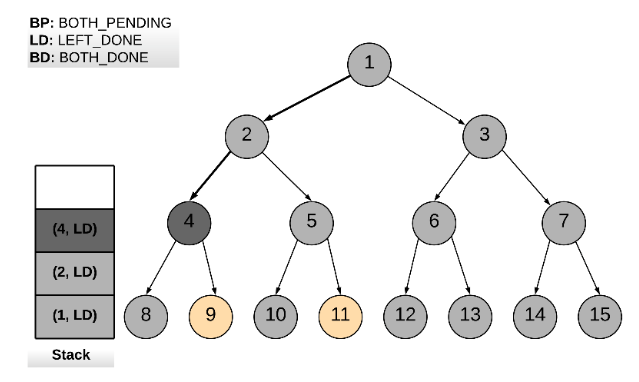 BP: BOTH_PENDING
LD: LEFT_DONE
BD: BOTH_DONE
1
2 3
4 5 6 7
8 9 10 11 12 13 14 15
(4, LD)
(2, LD)
(1, LD)
Stack